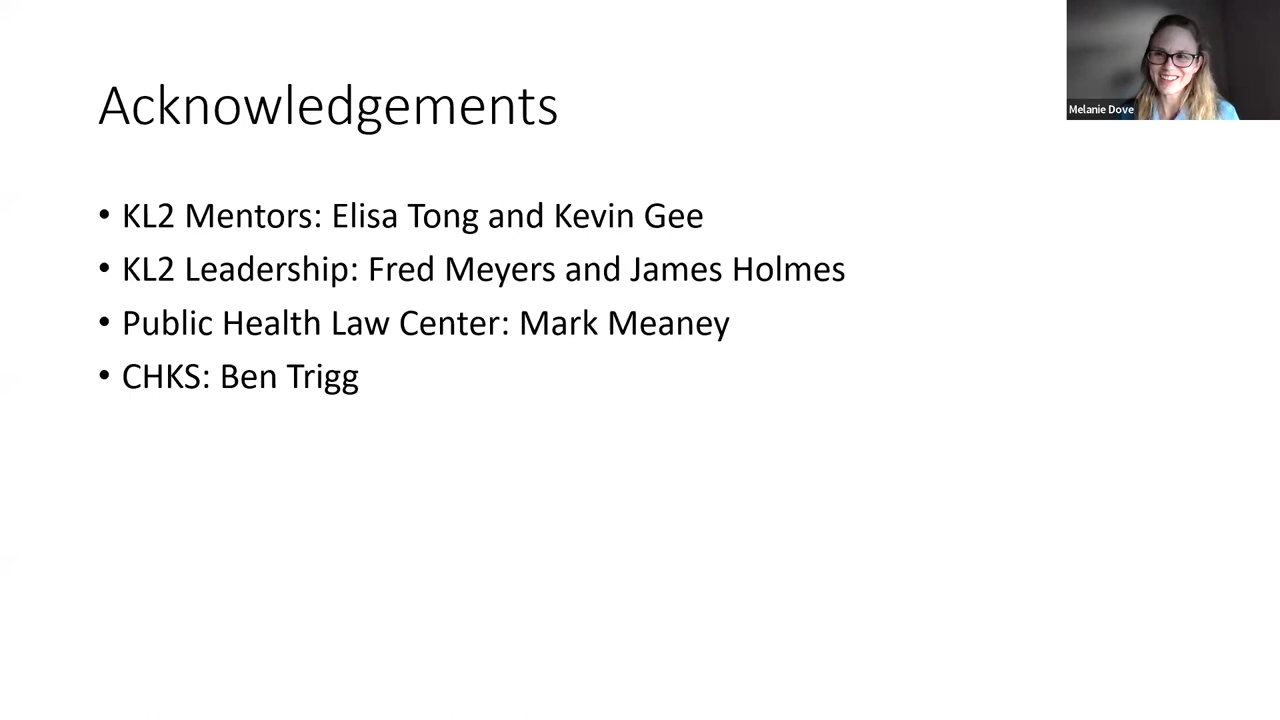 Acknowledgements
• KL2 Mentors: Elisa Tong and Kevin Gee
• KL2 Leadership: Fred Meyers and James Holmes
• Public Health Law Center: Mark Meaney
• CHKS: Ben Trigg
Melanie Dove